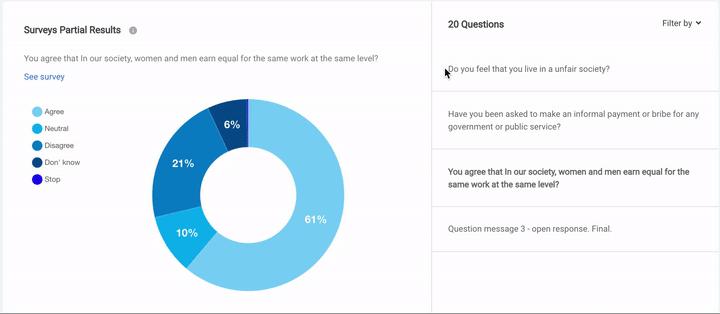 Surveys Partial Results
You agree that In our society, women and men earn equal for the same work at the same level?
See survey
Agree
Neutral
Disagree
Don' know
Stop
6%
21%
10%
61%
20 Questions
Filter by
Do you feel that you live in a unfair society?
Have you been asked to make an informal payment or bribe for any
government or public service?
You agree that In our society, women and men earn equal for the
same work at the same level?
Question message 3 - open response. Final.